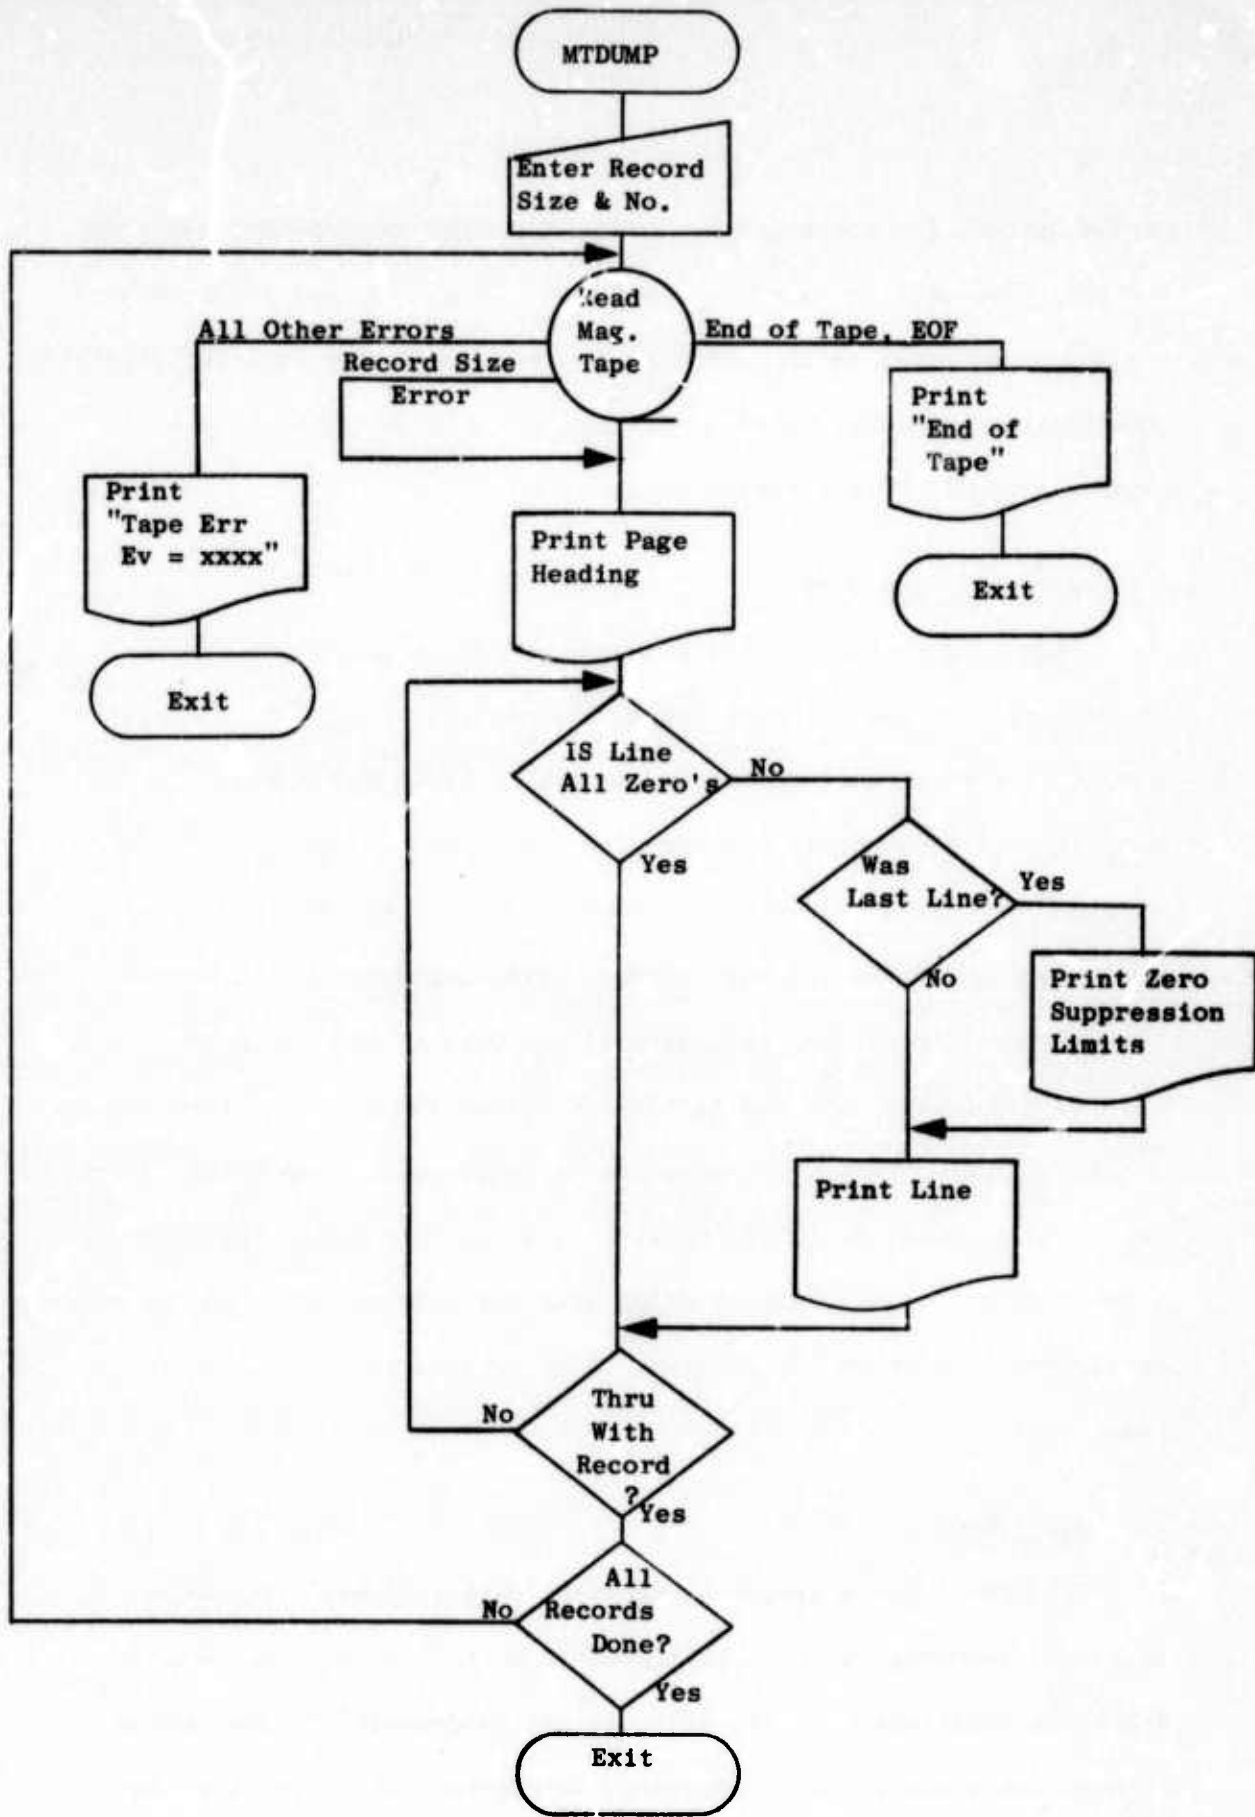 MTDUMP
Enter Record
Size & No.
Read
Mag.
Tape
All Other Errors
Record Size
Error
End of Tape, EOF
Print
"End of
Tape"
Exit
Print
"Tape Err
Ev = xxxx"
Exit
Print Page
Heading
IS Line
All Zero's
No
Yes
Was
Last Line?
Yes
No
Print Zero
Suppression
Limits
Print Line
Thru
With
Record
?
No
Yes
All
Records
Done?
No
Yes
Exit